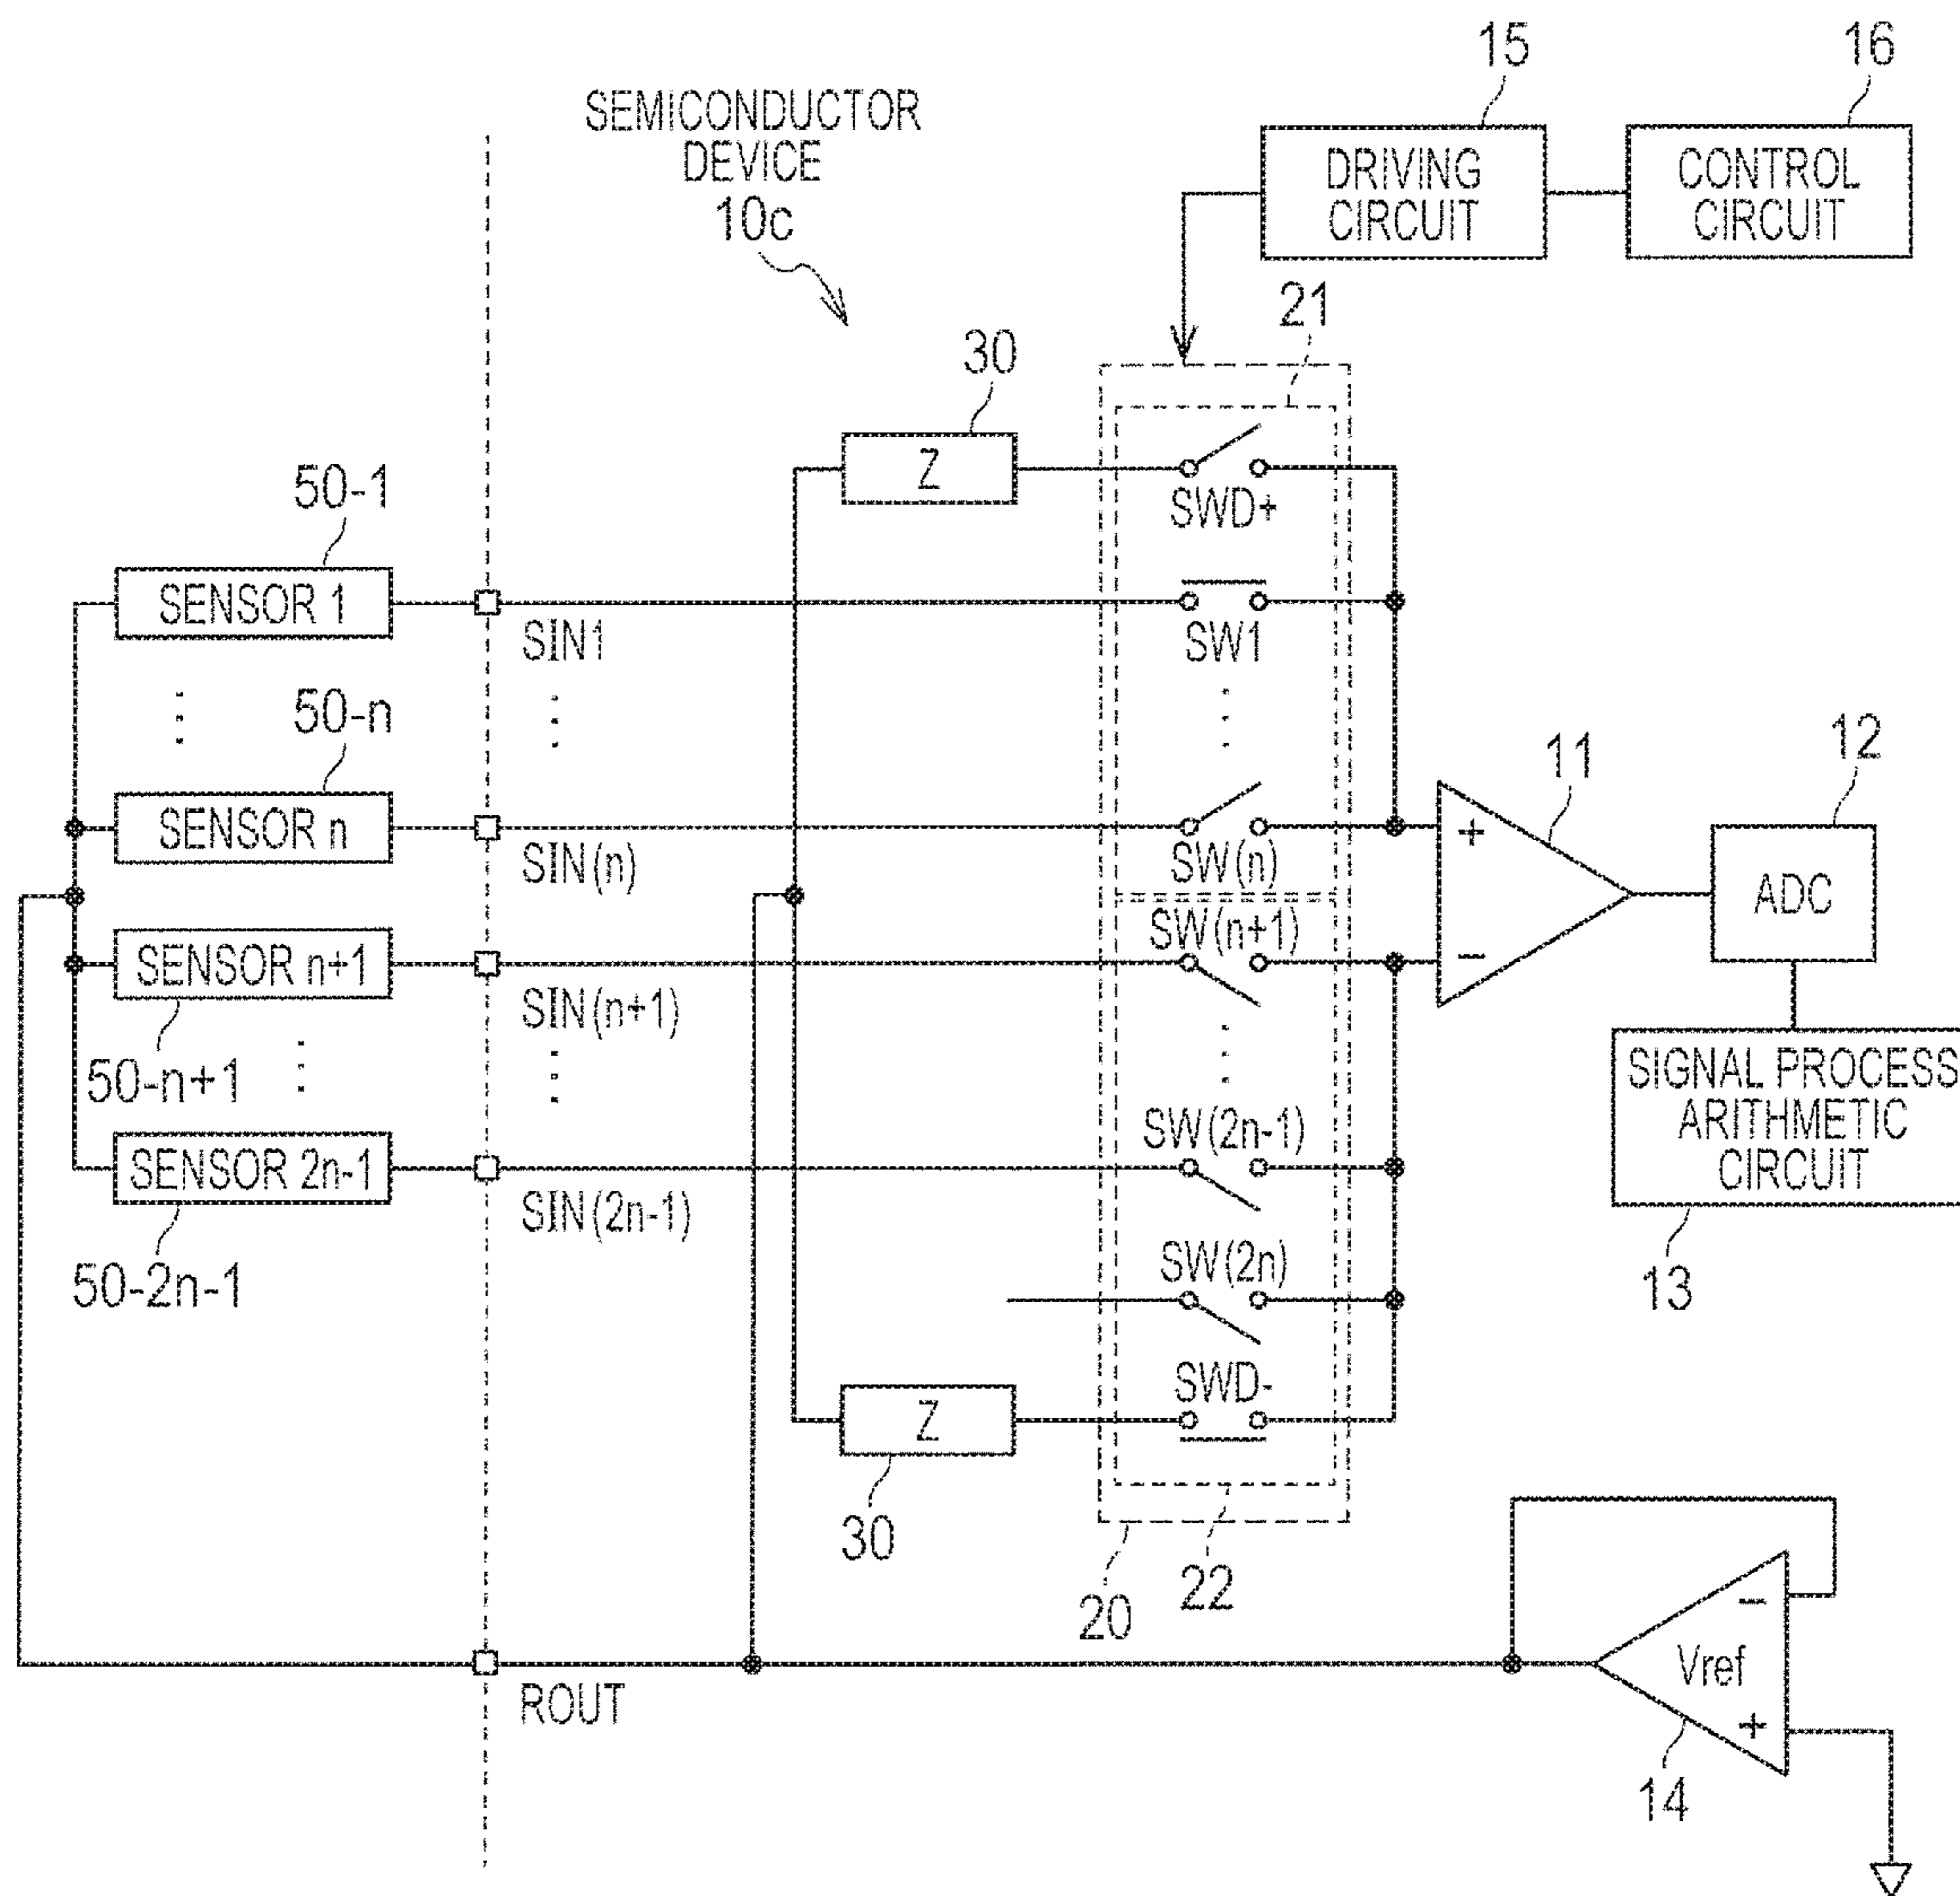 15
16
SEMICONDUCTOR
DEVICE
10c
DRIVING
CIRCUIT
CONTROL
CIRCUIT
21
30
Z
SWD+
50-1
SENSOR 1
SIN1
SW1
50-n
SENSOR n
SIN(n)
SW(n)
11
12
+
−
ADC
SENSOR n+1
SIN(n+1)
SW(n+1)
50-n+1
SIGNAL PROCESS
ARITHMETIC
CIRCUIT
13
SENSOR 2n-1
SIN(2n-1)
SW(2n-1)
50-2n-1
SW(2n)
SWD-
Z
30
20
22
−
Vref
+
14
ROUT